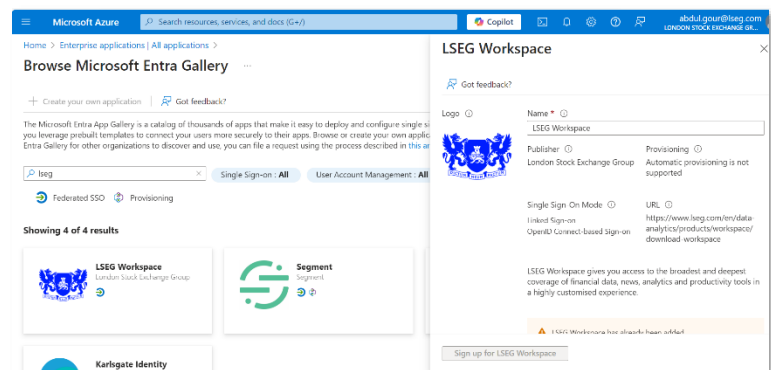 Microsoft Azure
Search resources, services, and docs (G+/)
Copilot
abdul.gour@lseg.com
LONDON STOCK EXCHANGE GR...
Home > Enterprise applications | All applications >
Browse Microsoft Entra Gallery ...
+ Create your own application | Got feedback?
The Microsoft Entra App Gallery is a catalog of thousands of apps that make it easy to deploy and configure single s
you leverage prebuilt templates to connect your users more securely to their apps. Browse or create your own applic
Entra Gallery for other organizations to discover and use, you can file a request using the process described in this ar
lseg
Single Sign-on : All
User Account Management : All
Federated SSO
Provisioning
Showing 4 of 4 results
LSEG Workspace
London Stock Exchange Group
Segment
Segment
Karlsgate Identity
LSEG Workspace
Got feedback?
Logo
Name *
LSEG Workspace
Publisher
London Stock Exchange Group
Provisioning
Automatic provisioning is not
supported
Single Sign-On Mode
Linked Sign-on
OpenID Connect-based Sign-on
URL
https://www.lseg.com/en/data-
analytics/products/workspace/
download-workspace
LSEG Workspace gives you access to the broadest and deepest
coverage of financial data, news, analytics and productivity tools in
a highly customised experience.
LSEG Workspace has already been added
Sign up for LSEG Workspace